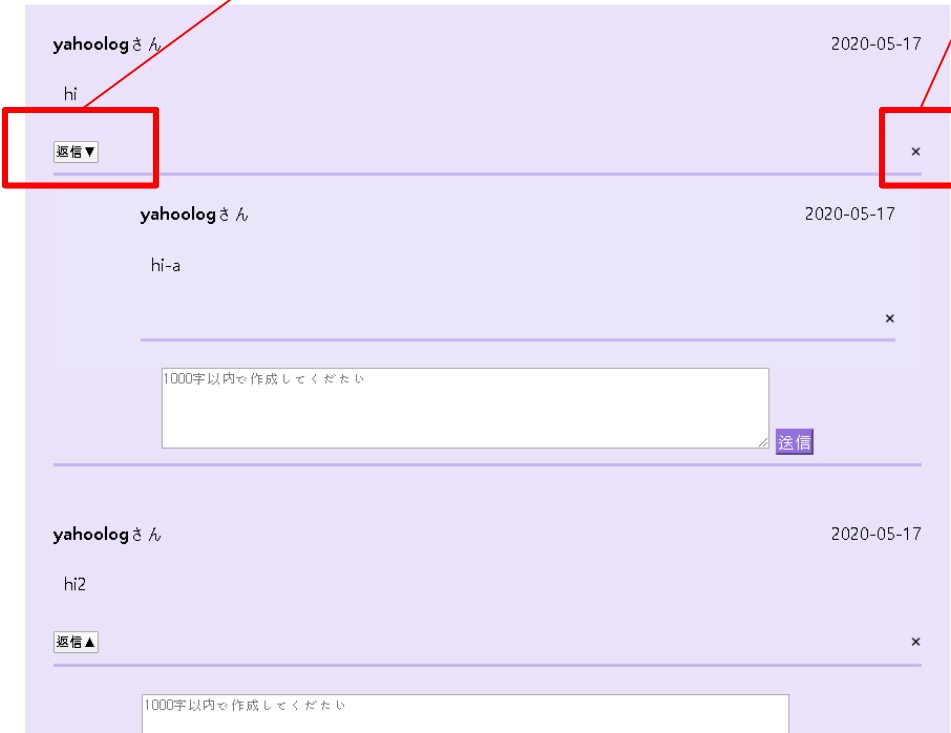 yahoologさん 2020-05-17
hi
返信▼ ×
yahoologさん 2020-05-17
hi-a
×
1000字以内で作成してください
送信
yahoologさん 2020-05-17
hi2
返信▲ ×
1000字以内で作成してください